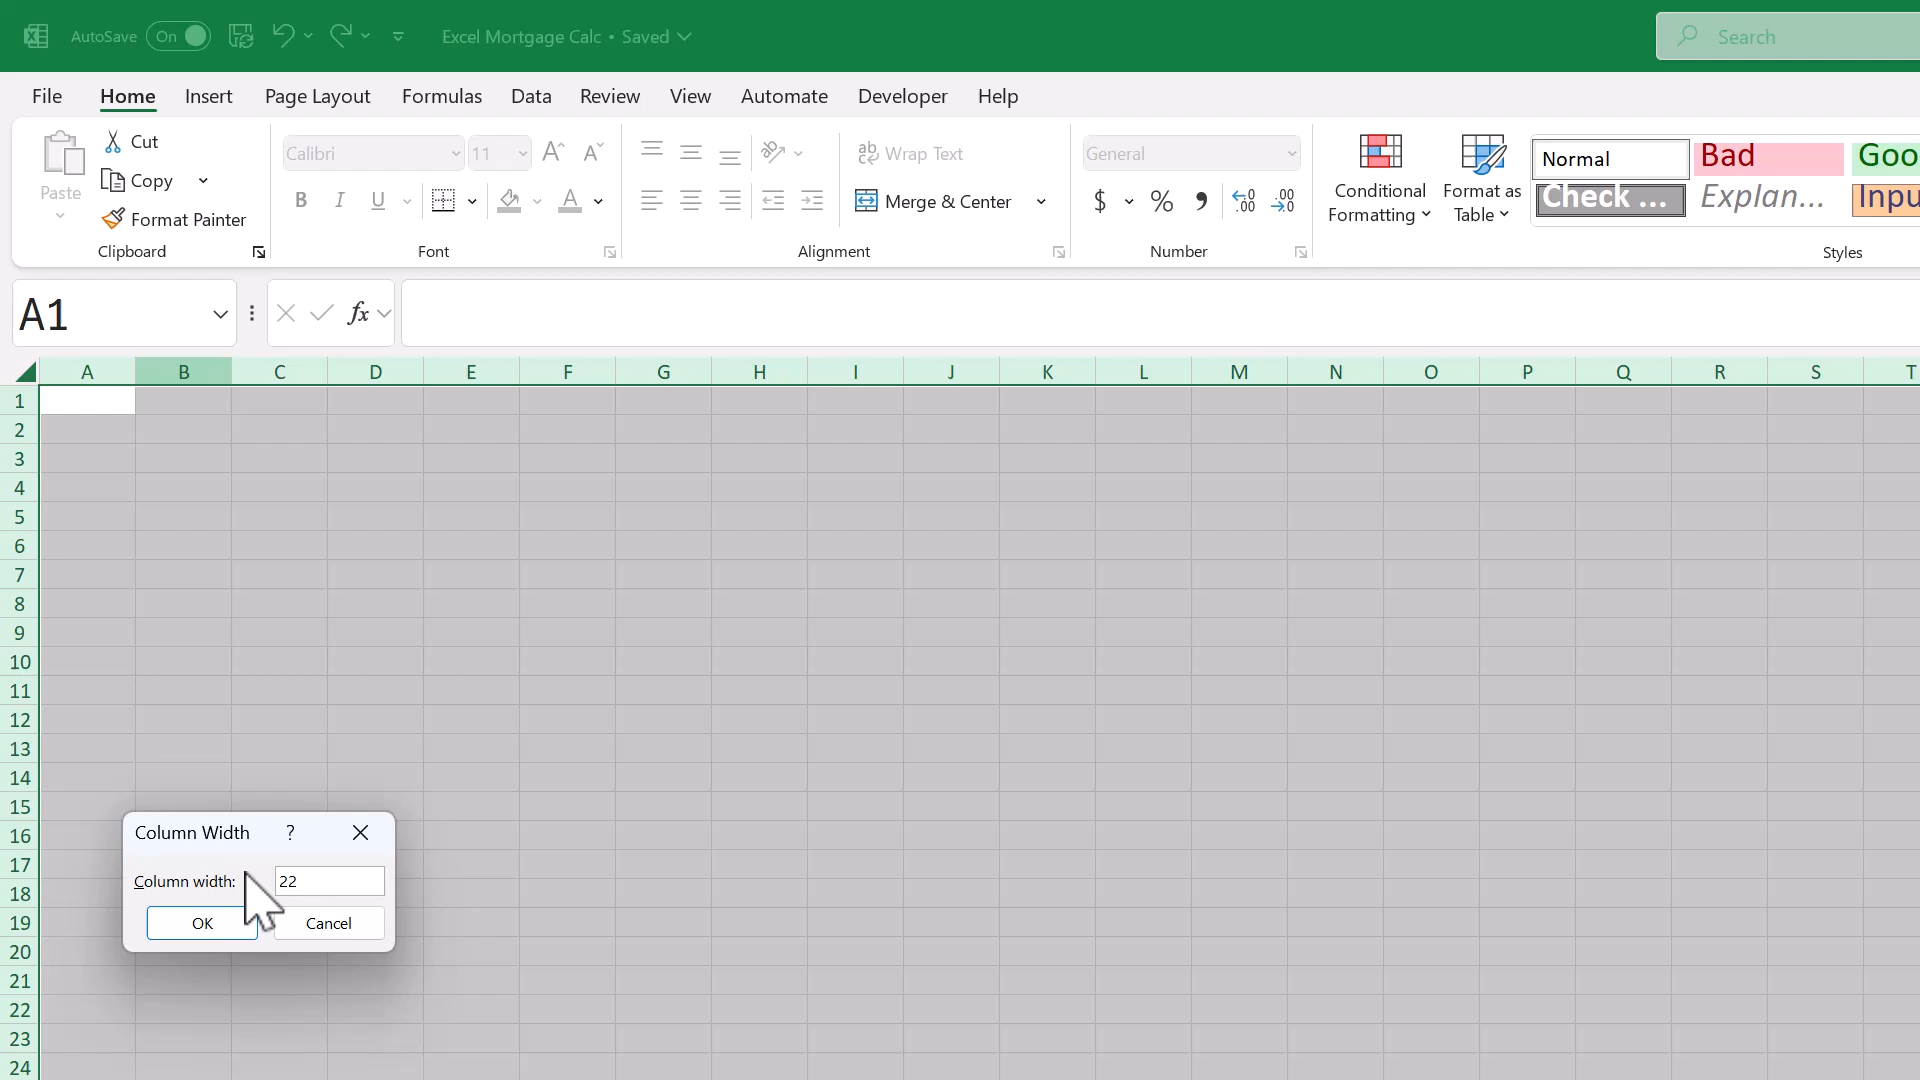 AutoSave On Excel Mortgage Calc • Saved Search
File Home Insert Page Layout Formulas Data Review View Automate Developer Help
Paste
Cut
Copy
Format Painter
Clipboard
Calibri 11
B I U A
Font
Wrap Text
Merge & Center
Alignment
General
$ % , .00 .00
Number
Conditional
Formatting
Format as
Table
Normal Bad Goo
Check ... Explan... Inpu
Styles
A1 fx
A B C D E F G H I J K L M N O P Q R S T
1
2
3
4
5
6
7
8
9
10
11
12
13
14
15
16
17
18
19
20
21
22
23
24
Column Width ?
Column width: 22
OK Cancel